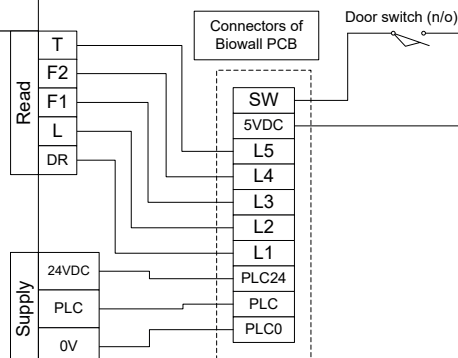 Connectors of
Biowall PCB
Door switch (n/o)
Read
T
F2
F1
L
DR
SW
5VDC
L5
L4
L3
L2
L1
PLC24
PLC
PLC0
Supply
24VDC
PLC
0V